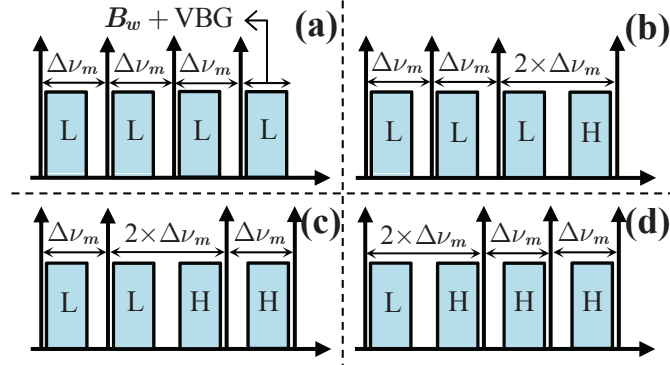 B_w + VBG (a)
Δν_m Δν_m Δν_m
L L L L
(b)
Δν_m Δν_m 2×Δν_m
L L L H
(c)
Δν_m 2×Δν_m Δν_m
L L H H
(d)
2×Δν_m Δν_m Δν_m
L H H H